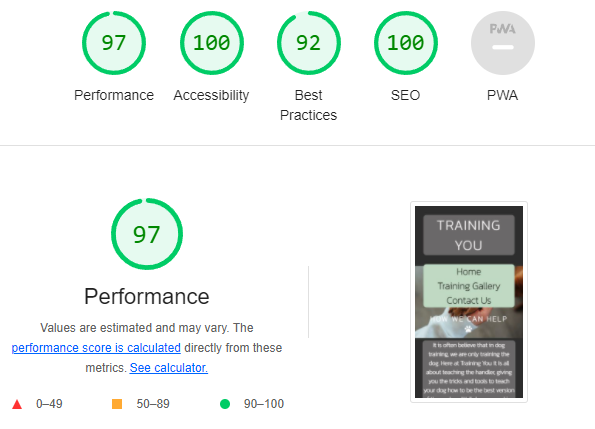 97
100
92
100
PWA
Performance
Accessibility
Best
Practices
SEO
PWA
97
Performance
Values are estimated and may vary. The
performance score is calculated directly from these
metrics. See calculator.
0–49
50–89
90–100
TRAINING
YOU
Home
Training Gallery
Contact Us
HOW WE CAN HELP
It is often believe that in dog
training, we are only training the
dog. Here at Training You it is all
about teaching the handler, giving
you the tricks and tools to teach
your dog how to be the best version